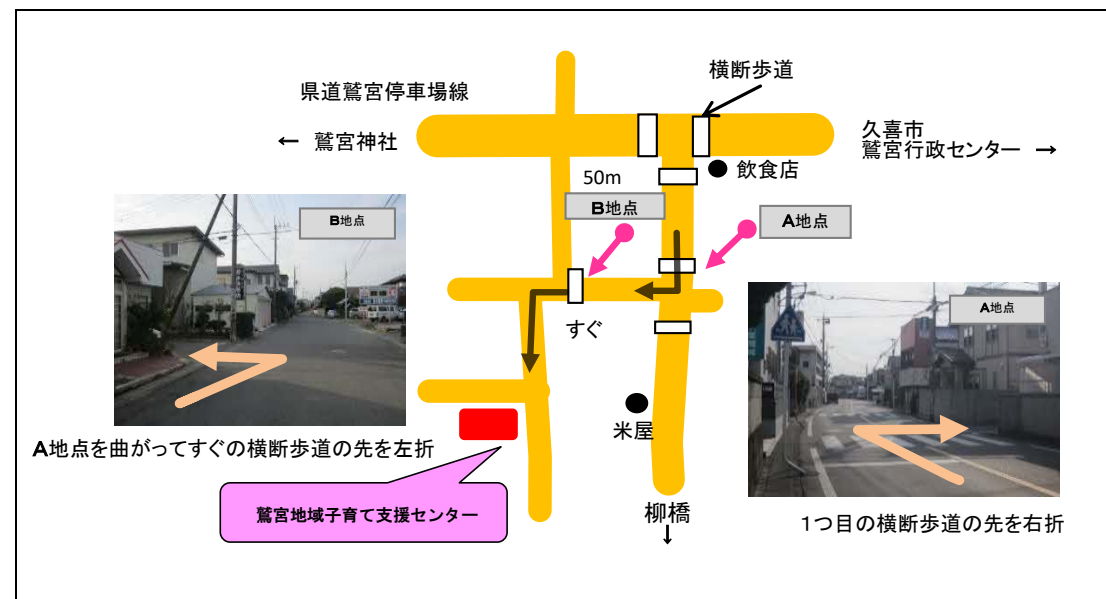 横断歩道
県道鷲宮停車場線
← 鷲宮神社
久喜市
鷲宮行政センター →
飲食店
50m
B地点
A地点
B地点
A地点
すぐ
米屋
A地点を曲がってすぐの横断歩道の先を左折
鷲宮地域子育て支援センター
柳橋
↓
1つ目の横断歩道の先を右折